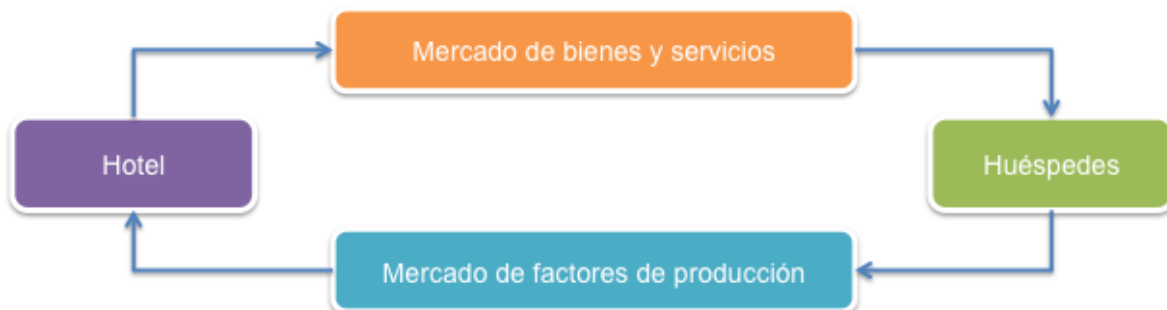 Mercado de bienes y servicios
Hotel
Huéspedes
Mercado de factores de producción